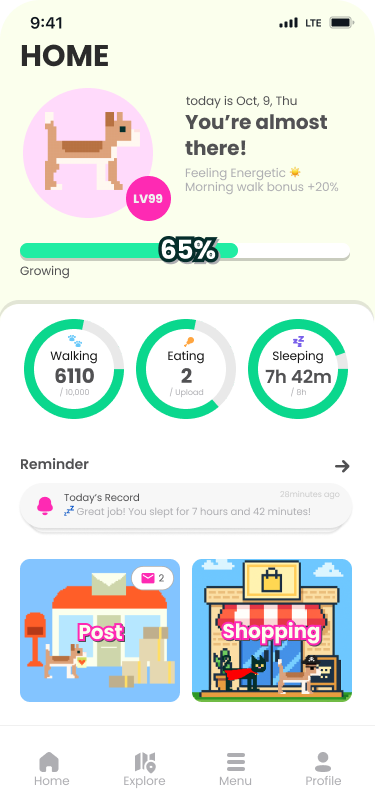 9:41
LTE
HOME
today is Oct, 9, Thu
You're almost
there!
Feeling Energetic ☀️
Morning walk bonus +20%
LV99
65%
Growing
Walking
6110
/ 10,000
Eating
2
/ Upload
Sleeping
7h 42m
/ 8h
Reminder
28minutes ago
Today's Record
💤 Great job! You slept for 7 hours and 42 minutes!
2
Post
Shopping
Home
Explore
Menu
Profile